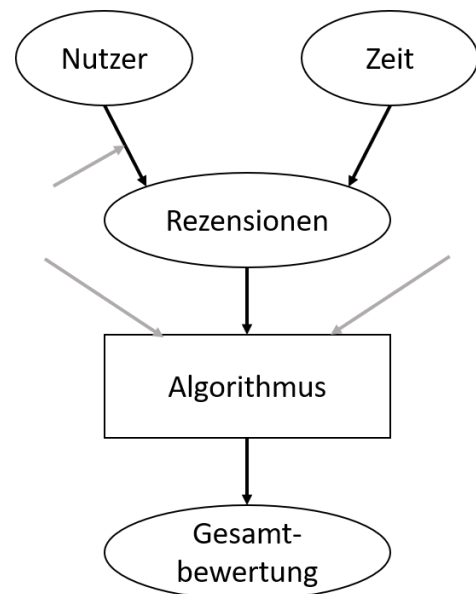 Nutzer
Zeit
Rezensionen
Algorithmus
Gesamt-
bewertung